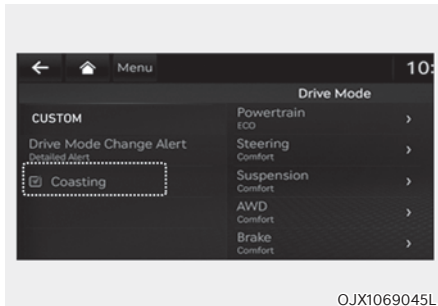 Menu
10:
Drive Mode
CUSTOM
Drive Mode Change Alert
Detailed Alert
Coasting
Powertrain
ECO
Steering
Comfort
Suspension
Comfort
AWD
Comfort
Brake
Comfort
OJX1069045L